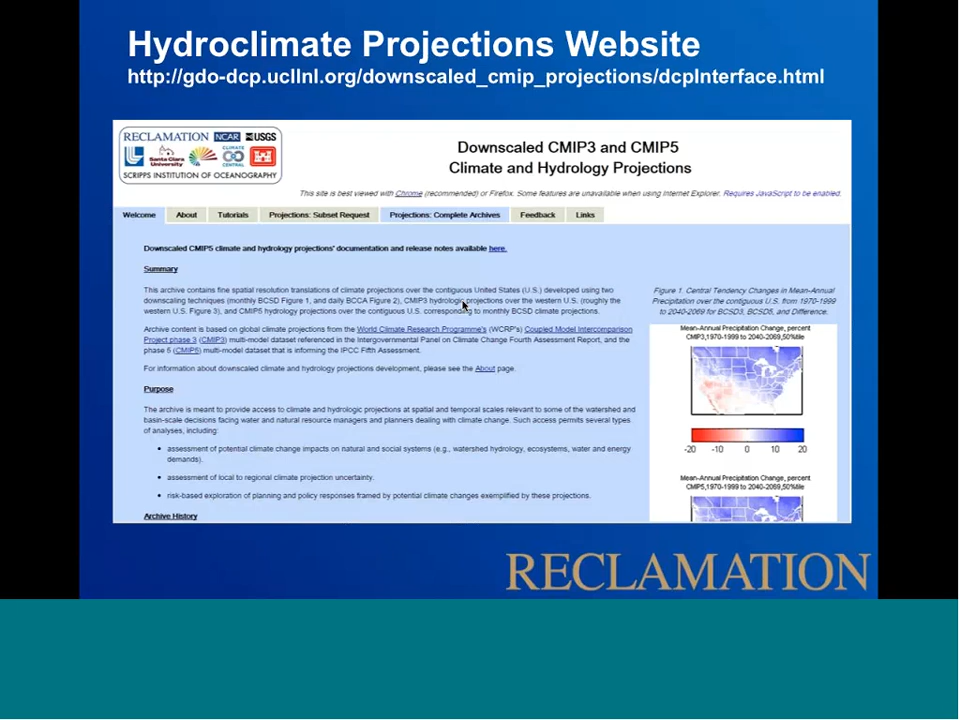 Hydroclimate Projections Website
http://gdo-dcp.ucllnl.org/downscaled_cmip_projections/dcpInterface.html
RECLAMATION NCAR USGS
Santa Clara University CLIMATE CENTRAL
SCRIPPS INSTITUTION OF OCEANOGRAPHY
Downscaled CMIP3 and CMIP5
Climate and Hydrology Projections
This site is best viewed with Chrome (recommended) or Firefox. Some features are unavailable when using Internet Explorer. Requires JavaScript to be enabled.
Welcome About Tutorials Projections: Subset Request Projections: Complete Archives Feedback Links
Downscaled CMIP5 climate and hydrology projections' documentation and release notes available here.
Summary
This archive contains fine spatial resolution translations of climate projections over the contiguous United States (U.S.) developed using two
downscaling techniques (monthly BCSD Figure 1, and daily BCCA Figure 2), CMIP3 hydrologic projections over the western U.S. (roughly the
western U.S. Figure 3), and CMIP5 hydrology projections over the contiguous U.S. corresponding to monthly BCSD climate projections.
Archive content is based on global climate projections from the World Climate Research Programme's (WCRP's) Coupled Model Intercomparison
Project phase 3 (CMIP3) multi-model dataset referenced in the Intergovernmental Panel on Climate Change Fourth Assessment Report, and the
phase 5 (CMIP5) multi-model dataset that is informing the IPCC Fifth Assessment.
For information about downscaled climate and hydrology projections development, please see the About page.
Purpose
The archive is meant to provide access to climate and hydrologic projections at spatial and temporal scales relevant to some of the watershed and
basin-scale decisions facing water and natural resource managers and planners dealing with climate change. Such access permits several types
of analyses, including:
• assessment of potential climate change impacts on natural and social systems (e.g., watershed hydrology, ecosystems, water and energy
demands).
• assessment of local to regional climate projection uncertainty.
• risk-based exploration of planning and policy responses framed by potential climate changes exemplified by these projections.
Archive History
Figure 1. Central Tendency Changes in Mean-Annual
Precipitation over the contiguous U.S. from 1970-1999
to 2040-2069 for BCSD3, BCSD5, and Difference.
Mean-Annual Precipitation Change, percent
CMIP3,1970-1999 to 2040-2069,50%tile
-20 -10 0 10 20
Mean-Annual Precipitation Change, percent
CMIP5,1970-1999 to 2040-2069,50%tile
RECLAMATION